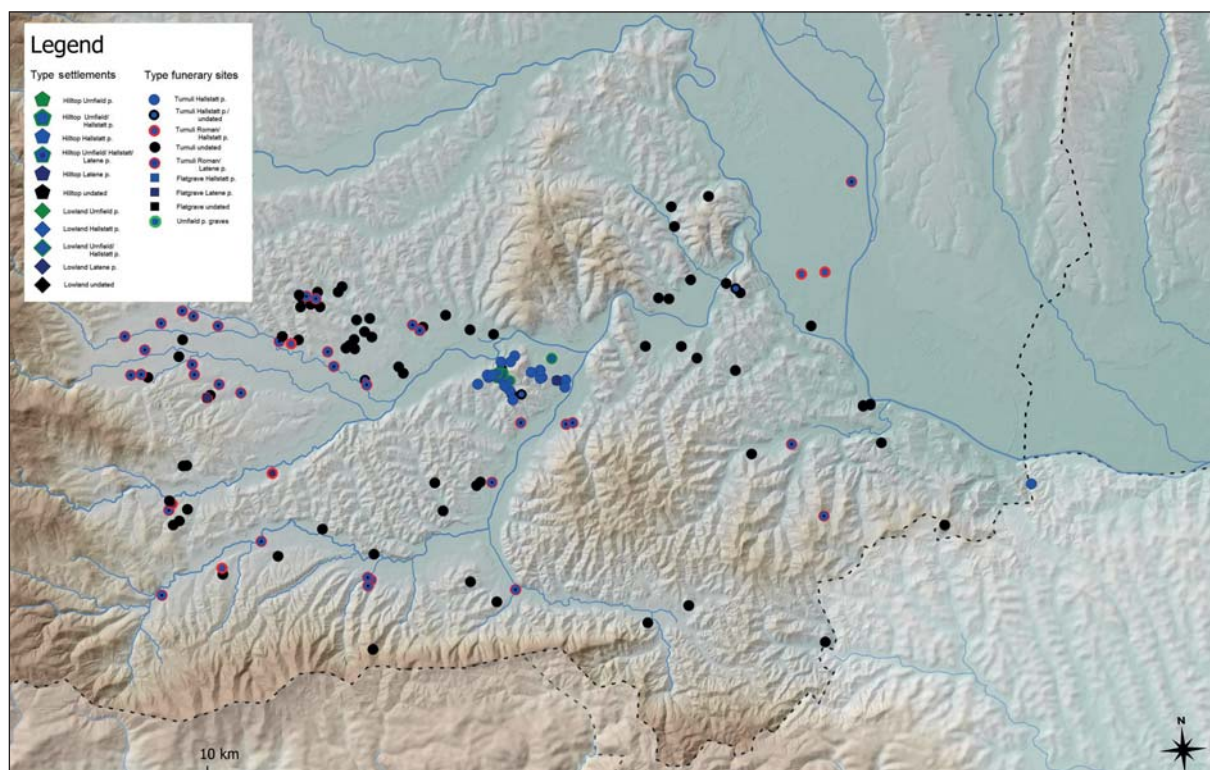 Legend
Type settlements
Hilltop Urnfield p.
Hilltop Urnfield/
Hallstatt p.
Hilltop Hallstatt p.
Hilltop Urnfield/ Hallstatt/
Latene p.
Hilltop Latene p.
Hilltop undated
Lowland Urnfield p.
Lowland Hallstatt p.
Lowland Urnfield/
Hallstatt p.
Lowland Latene p.
Lowland undated
Type funerary sites
Tumuli Hallstatt p.
Tumuli Hallstatt p./
undated
Tumuli Roman/
Hallstatt p.
Tumuli undated
Tumuli Roman/
Latene p.
Flatgrave Hallstatt p.
Flatgrave Latene p.
Flatgrave undated
Urnfield p. graves
10 km
N